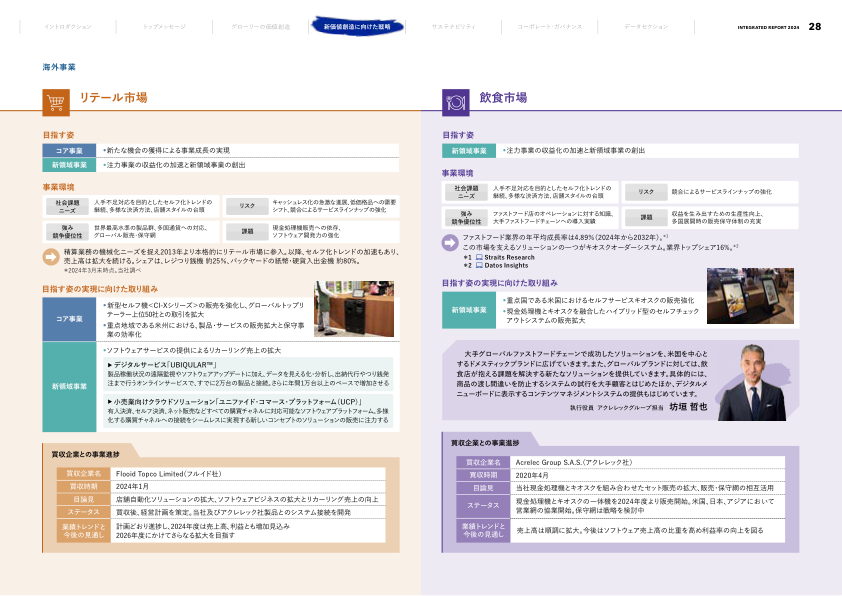 イントロダクション
トップメッセージ
グローリーの価値創造
新価値創造に向けた戦略
サステナビリティ
コーポレート・ガバナンス
データセクション
INTEGRATED REPORT 2024 28
海外事業
リテール市場
目指す姿
コア事業
•新たな機会の獲得による事業成長の実現
新領域事業
•注力事業の収益化の加速と新領域事業の創出
事業環境
社会課題
ニーズ
人手不足対応を目的としたセルフ化トレンドの
継続、多様な決済方法、店舗スタイルの台頭
リスク
キャッシュレス化の急激な進展、低価格品への需要
シフト、競合によるサービスラインナップの強化
強み
競争優位性
世界最高水準の製品群、多国通貨への対応、
グローバル販売・保守網
課題
現金処理機販売への依存、
ソフトウェア開発力の強化
精算業務の機械化ニーズを捉え2013年より本格的にリテール市場に参入。以降、セルフ化トレンドの加速もあり、
売上高は拡大を続ける。シェアは、レジつり銭機 約25%、バックヤードの紙幣・硬貨入出金機 約80%。
※2024年3月末時点。当社調べ
目指す姿の実現に向けた取り組み
コア事業
•新型セルフ機<CI-Xシリーズ>の販売を強化し、グローバルトップリ
テーラー上位50社との取引を拡大
•重点地域である米州における、製品・サービスの販売拡大と保守事
業の効率化
新領域事業
•ソフトウェアサービスの提供によるリカーリング売上の拡大
▶ デジタルサービス「UBIQULAR™」
製品稼働状況の遠隔監視やソフトウェアアップデートに加え、データを見える化・分析し、出納代行やつり銭発
注まで行うオンラインサービスで、すでに2万台の製品と接続。さらに年間1万台以上のペースで増加させる
▶ 小売業向けクラウドソリューション「ユニファイド・コマース・プラットフォーム(UCP)」
有人決済、セルフ決済、ネット販売などすべての購買チャネルに対応可能なソフトウェアプラットフォーム。多様
化する購買チャネルへの接続をシームレスに実現する新しいコンセプトのソリューションの販売に注力する
買収企業との事業進捗
買収企業名
Flooid Topco Limited(フルイド社)
買収時期
2024年1月
目論見
店舗自動化ソリューションの拡大、ソフトウェアビジネスの拡大とリカーリング売上の向上
ステータス
買収後、経営計画を策定。当社及びアクレレック社製品とのシステム接続を開発
業績トレンドと
今後の見通し
計画どおり進捗し、2024年度は売上高、利益とも増加見込み
2026年度にかけてさらなる拡大を目指す
飲食市場
目指す姿
新領域事業
•注力事業の収益化の加速と新領域事業の創出
事業環境
社会課題
ニーズ
人手不足対応を目的としたセルフ化トレンドの
継続、多様な決済方法、店舗スタイルの台頭
リスク
競合によるサービスラインナップの強化
強み
競争優位性
ファストフード店のオペレーションに対する知識、
大手ファストフードチェーンへの導入実績
課題
収益を生み出すための生産性向上、
多国展開時の販売保守体制の充実
ファストフード業界の年平均成長率は4.89%(2024年から2032年)。※1
この市場を支えるソリューションの一つがキオスクオーダーシステム。業界トップシェア16%。※2
※1 Straits Research
※2 Datos Insights
目指す姿の実現に向けた取り組み
新領域事業
•重点国である米国におけるセルフサービスキオスクの販売強化
•現金処理機とキオスクを融合したハイブリッド型のセルフチェック
アウトシステムの販売拡大
大手グローバルファストフードチェーンで成功したソリューションを、米国を中心と
するドメスティックブランドに広げていきます。また、グローバルブランドに対しては、飲
食店が抱える課題を解決する新たなソリューションを提供していきます。具体的には、
商品の渡し間違いを防止するシステムの試行を大手顧客とはじめたほか、デジタルメ
ニューボードに表示するコンテンツマネジメントシステムの提供もはじめています。
執行役員 アクレレックグループ担当 坊垣 哲也
買収企業との事業進捗
買収企業名
Acrelec Group S.A.S.(アクレレック社)
買収時期
2020年4月
目論見
当社現金処理機とキオスクを組み合わせたセット販売の拡大、販売・保守網の相互活用
ステータス
現金処理機とキオスクの一体機を2024年度より販売開始。米国、日本、アジアにおいて
営業網の協業開始。保守網は戦略を検討中
業績トレンドと
今後の見通し
売上高は順調に拡大。今後はソフトウェア売上高の比重を高め利益率の向上を図る